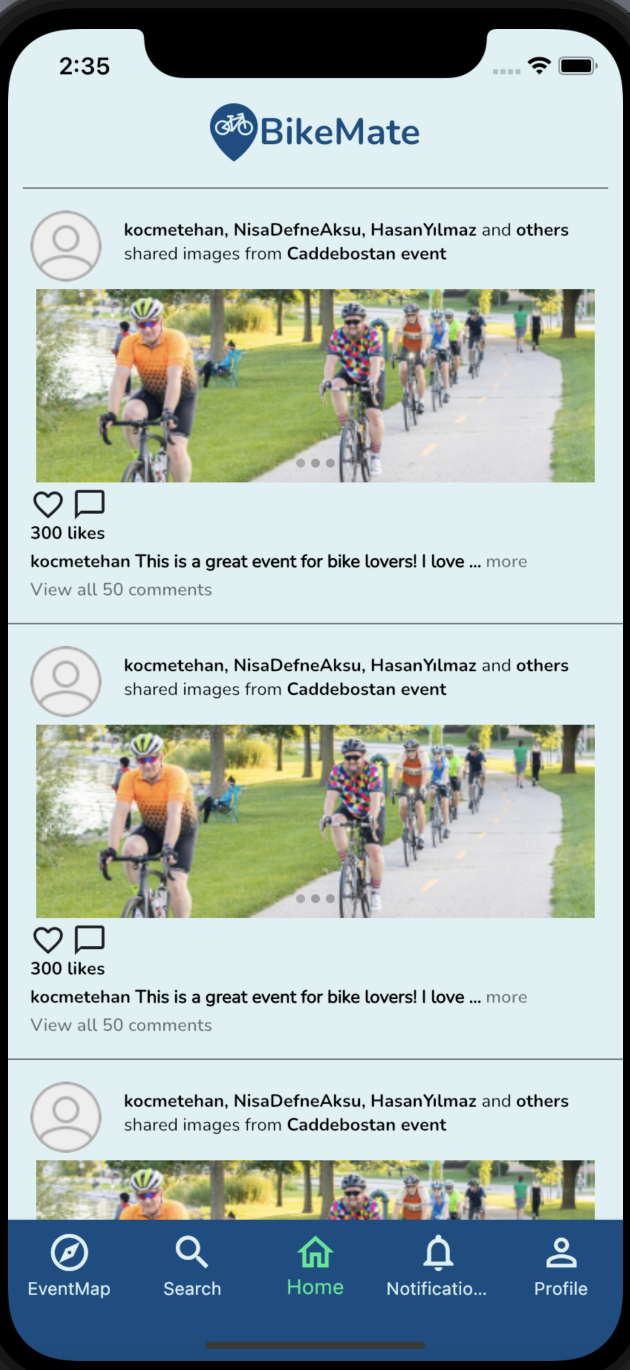 2:35
BikeMate
kocmetehan, NisaDefneAksu, HasanYılmaz and others
shared images from Caddebostan event
300 likes
kocmetehan This is a great event for bike lovers! I love ... more
View all 50 comments
kocmetehan, NisaDefneAksu, HasanYılmaz and others
shared images from Caddebostan event
300 likes
kocmetehan This is a great event for bike lovers! I love ... more
View all 50 comments
kocmetehan, NisaDefneAksu, HasanYılmaz and others
shared images from Caddebostan event
EventMap Search Home Notificatio... Profile